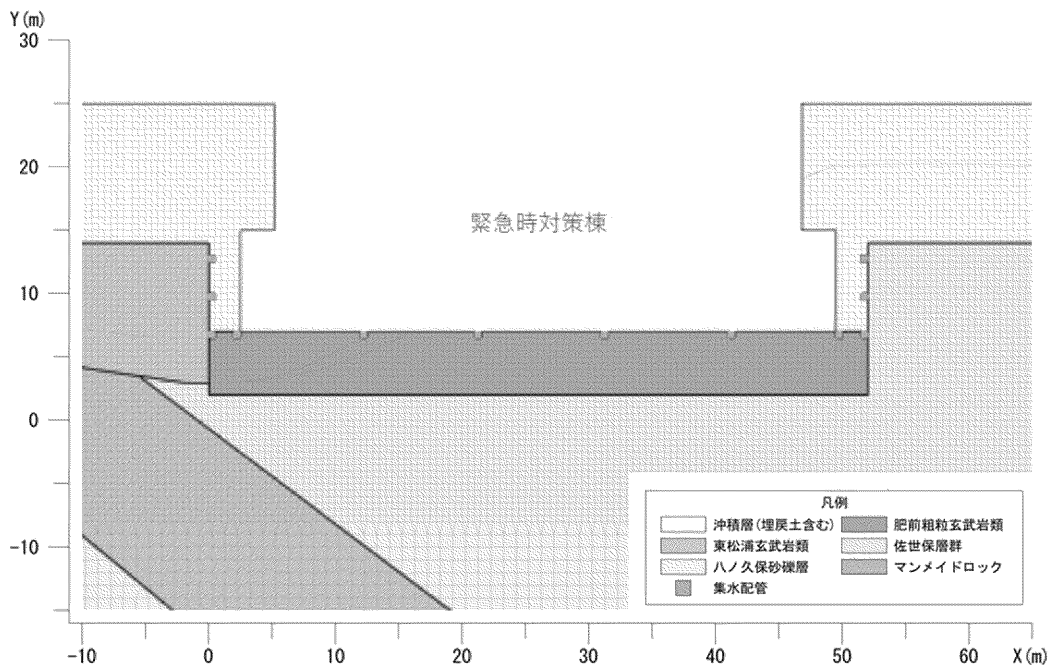 Y(m)
30
20
10
0
-10
緊急時対策棟
凡例
沖積層(埋戻土含む)
肥前粗粒玄武岩類
東松浦玄武岩類
佐世保層群
八ノ久保砂礫層
マンメイドロック
集水配管
-10 0 10 20 30 40 50 60 X(m)